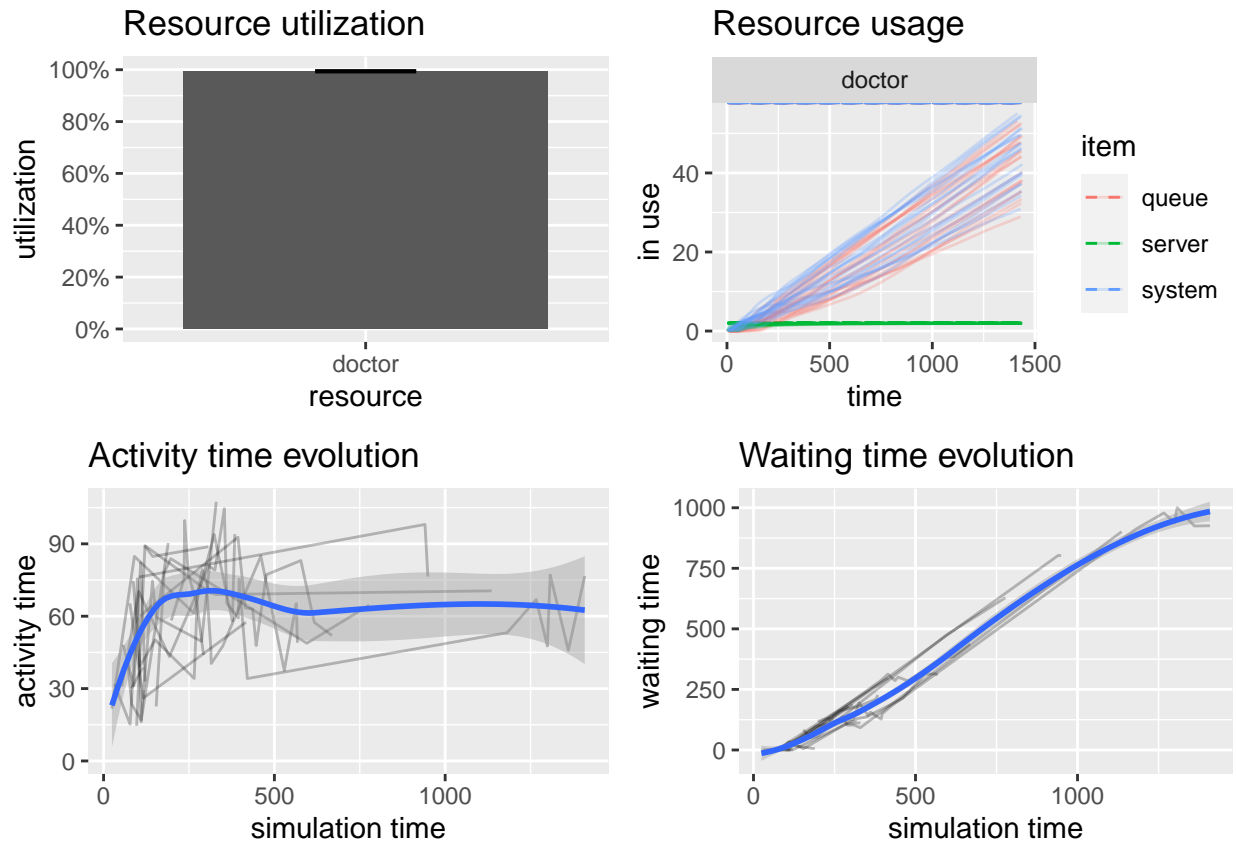 Resource utilization
100%
80%
60%
40%
20%
0%
utilization
doctor
resource
Resource usage
doctor
40
20
0
in use
0
500
1000
1500
time
item
queue
server
system
Activity time evolution
90
60
30
0
activity time
0
500
1000
simulation time
Waiting time evolution
1000
750
500
250
0
waiting time
0
500
1000
simulation time